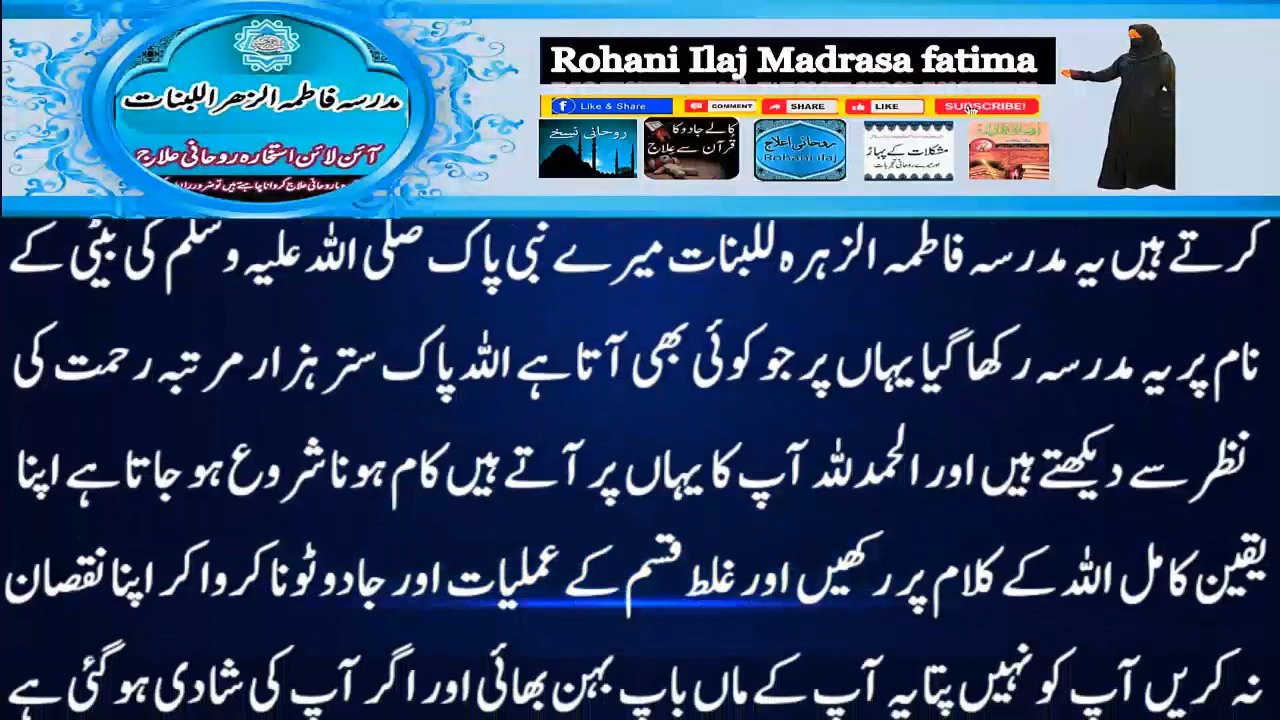 مدرسہ فاطمہ الزھرا للبنات
آئن لائن استخارہ روحانی علاج
Rohani Ilaj Madrasa fatima
Like & Share
COMMENT
SHARE
LIKE
SUBSCRIBE!
روحانی نسخ
کالے جادو کا
قرآن سے علاج
روحانی اعلاج
Rohani ilaj
مشکلات کے پہاڑ
کرتے ہیں یہ مدرسہ فاطمہ الزہرہ للبنات میرے نبی پاک صلی اللہ علیہ وسلم کی بیٹی کے
نام پر یہ مدرسہ رکھا گیا یہاں پر جو کوئی بھی آتا ہے اللہ پاک ستر ہزار مرتبہ رحمت کی
نظر سے دیکھتے ہیں اور الحمدللہ آپ کا یہاں پر آتے ہیں کام ہونا شروع ہو جاتا ہے اپنا
یقین کامل اللہ کے کلام پر رکھیں اور غلط قسم کے عملیات اور جادو ٹونا کروا کر اپنا نقصان
نہ کریں آپ کو نہیں پتا یہ آپ کے ماں باپ بہن بھائی اور اگر آپ کی شادی ہو گئی ہے